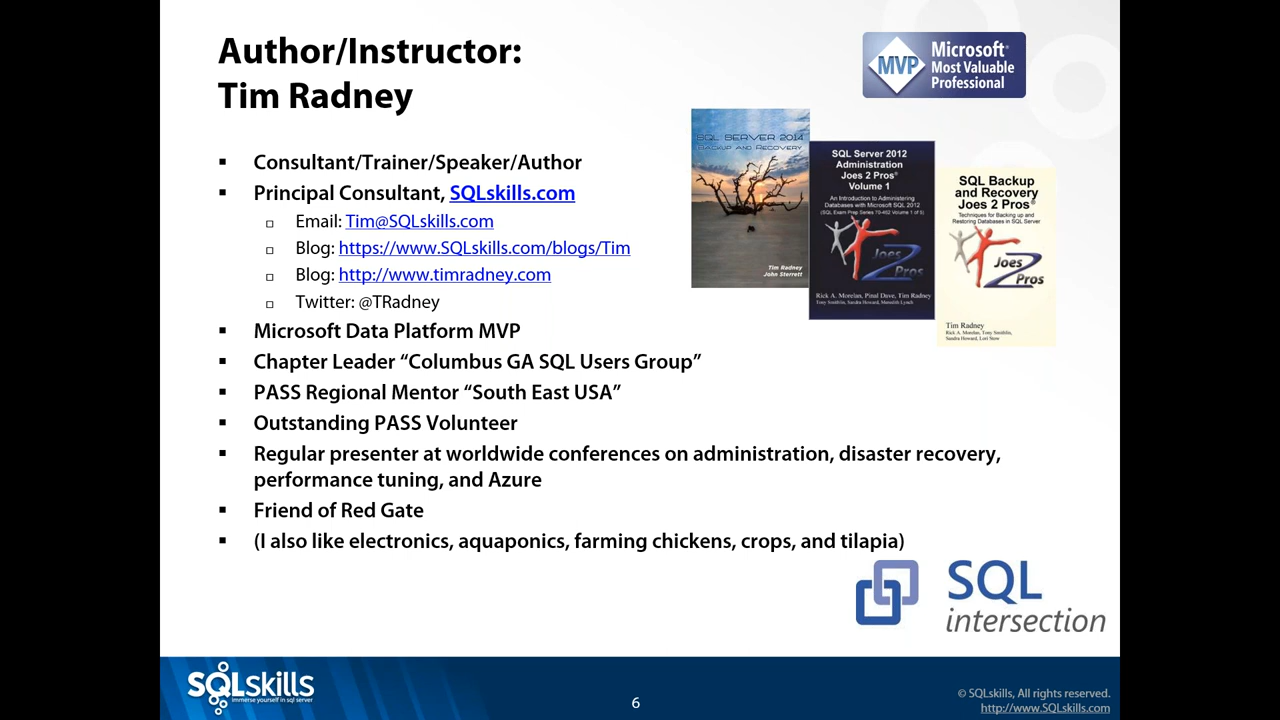 Author/Instructor:
Tim Radney
Microsoft®
Most Valuable
Professional
MVP
▪ Consultant/Trainer/Speaker/Author
▪ Principal Consultant, SQLskills.com
□ Email: Tim@SQLskills.com
□ Blog: https://www.SQLskills.com/blogs/Tim
□ Blog: http://www.timradney.com
□ Twitter: @TRadney
▪ Microsoft Data Platform MVP
▪ Chapter Leader “Columbus GA SQL Users Group”
▪ PASS Regional Mentor “South East USA”
▪ Outstanding PASS Volunteer
▪ Regular presenter at worldwide conferences on administration, disaster recovery,
performance tuning, and Azure
▪ Friend of Red Gate
▪ (I also like electronics, aquaponics, farming chickens, crops, and tilapia)
SQL SERVER 2014
BACKUP AND RECOVERY
Tim Radney
John Sterrett
SQL Server 2012
Administration
Joes 2 Pros®
Volume 1
An Introduction to Administering
Databases with Microsoft SQL 2012
(SQL Exam Prep Series 70-462 Volume 1 of 5)
Joes
2
Pros
Rick A. Morelan, Pinal Dave, Tim Radney
Tony Smithlin, Sandra Howard, Meredith Lynch
SQL Backup
and Recovery
Joes 2 Pros®
Techniques for Backing up and
Restoring Databases in SQL Server
Joes
2
Pros
Tim Radney
Rick A. Morelan, Tony Smithlin,
Sandra Howard, Lori Stow
SQL
intersection
SQLskills
immerse yourself in sql server
6
© SQLskills, All rights reserved.
http://www.SQLskills.com